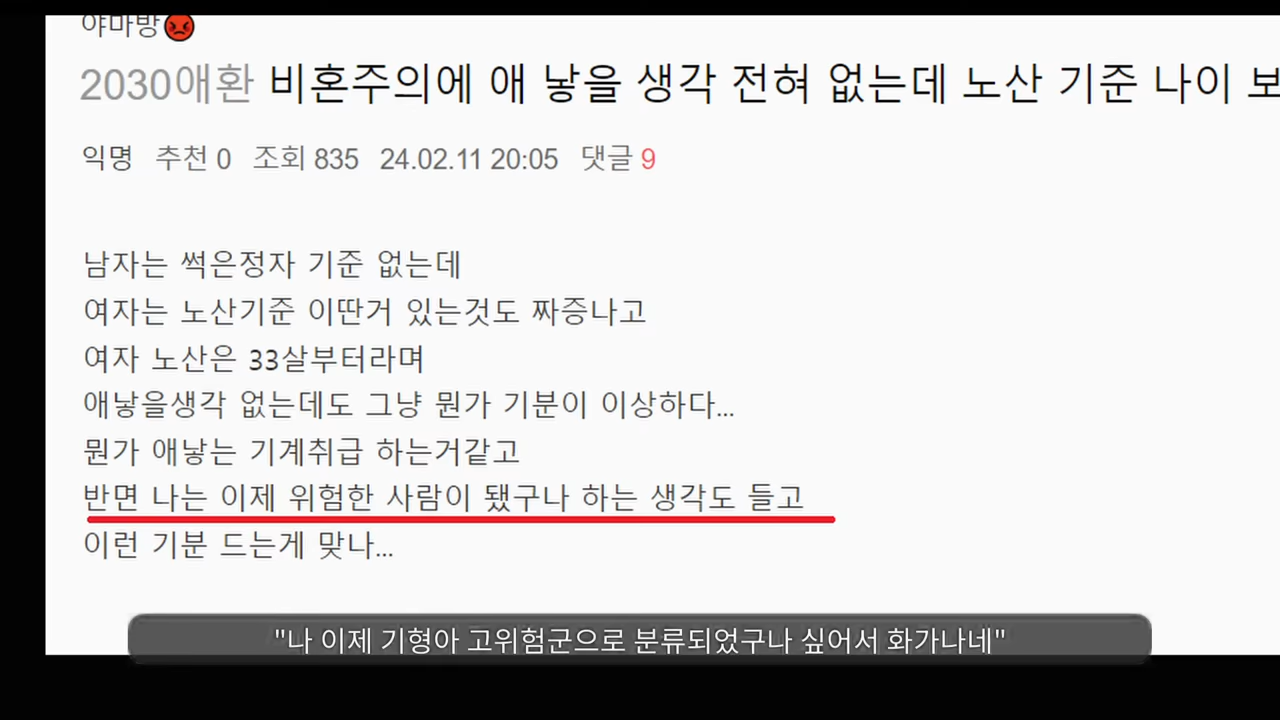 야마방😡
2030애환 비혼주의에 애 낳을 생각 전혀 없는데 노산 기준 나이 보
익명 추천 0 조회 835 24.02.11 20:05 댓글 9
남자는 썩은정자 기준 없는데
여자는 노산기준 이딴거 있는것도 짜증나고
여자 노산은 33살부터라며
애낳을생각 없는데도 그냥 뭔가 기분이 이상하다...
뭔가 애낳는 기계취급 하는거같고
반면 나는 이제 위험한 사람이 됐구나 하는 생각도 들고
이런 기분 드는게 맞나...
"나 이제 기형아 고위험군으로 분류되었구나 싶어서 화가나네"